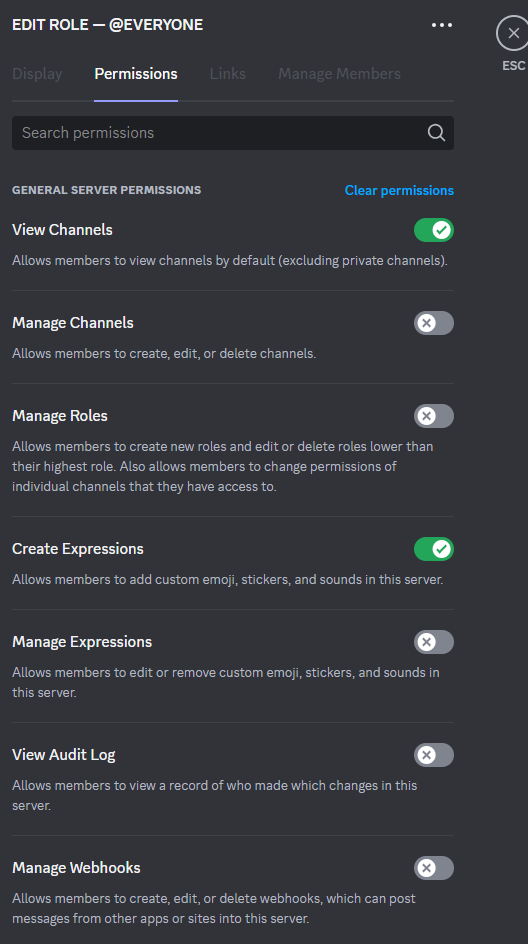 EDIT ROLE — @EVERYONE
ESC
Display Permissions Links Manage Members
Search permissions
GENERAL SERVER PERMISSIONS Clear permissions
View Channels
Allows members to view channels by default (excluding private channels).
Manage Channels
Allows members to create, edit, or delete channels.
Manage Roles
Allows members to create new roles and edit or delete roles lower than
their highest role. Also allows members to change permissions of
individual channels that they have access to.
Create Expressions
Allows members to add custom emoji, stickers, and sounds in this server.
Manage Expressions
Allows members to edit or remove custom emoji, stickers, and sounds in
this server.
View Audit Log
Allows members to view a record of who made which changes in this
server.
Manage Webhooks
Allows members to create, edit, or delete webhooks, which can post
messages from other apps or sites into this server.